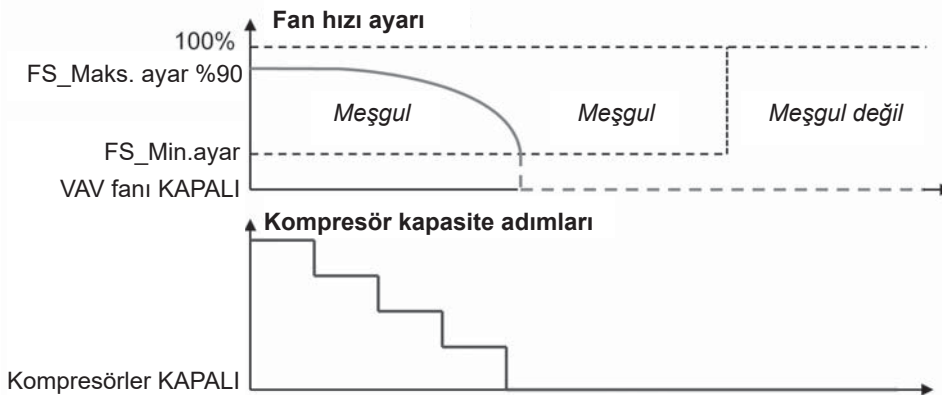 Fan hızı ayarı
100%
FS_Maks. ayar %90
Meşgul
Meşgul
Meşgul değil
FS_Min.ayar
VAV fanı KAPALI
Kompresör kapasite adımları
Kompresörler KAPALI